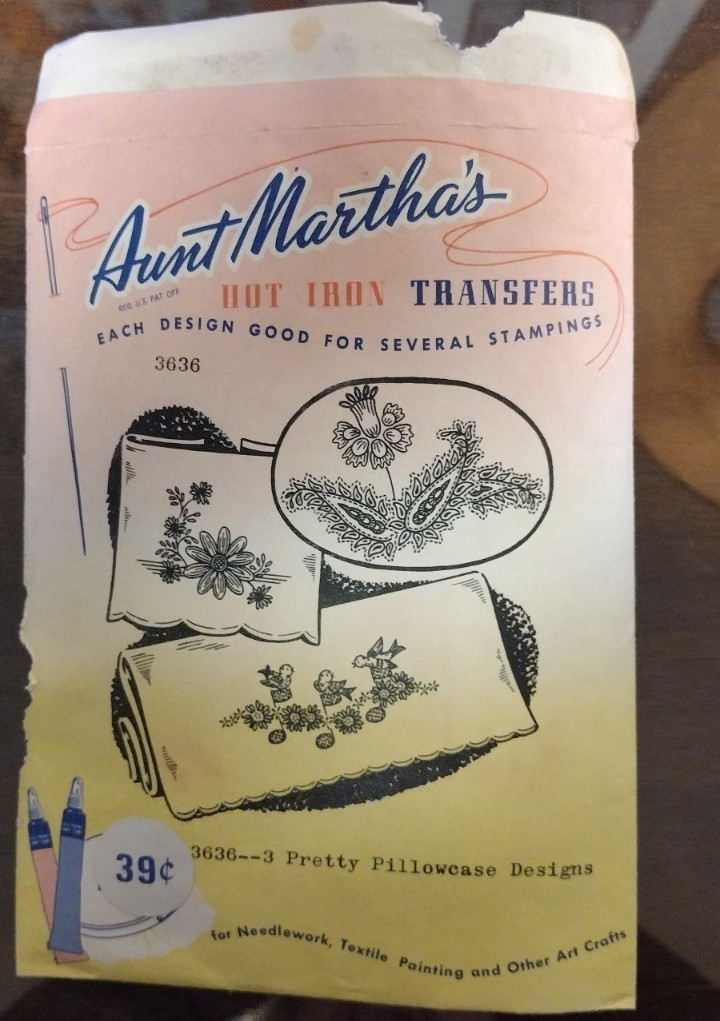 Aunt Martha's
REG. U.S. PAT. OFF.
HOT IRON TRANSFERS
EACH DESIGN GOOD FOR SEVERAL STAMPINGS
3636
39¢
3636--3 Pretty Pillowcase Designs
for Needlework, Textile Painting and Other Art Crafts